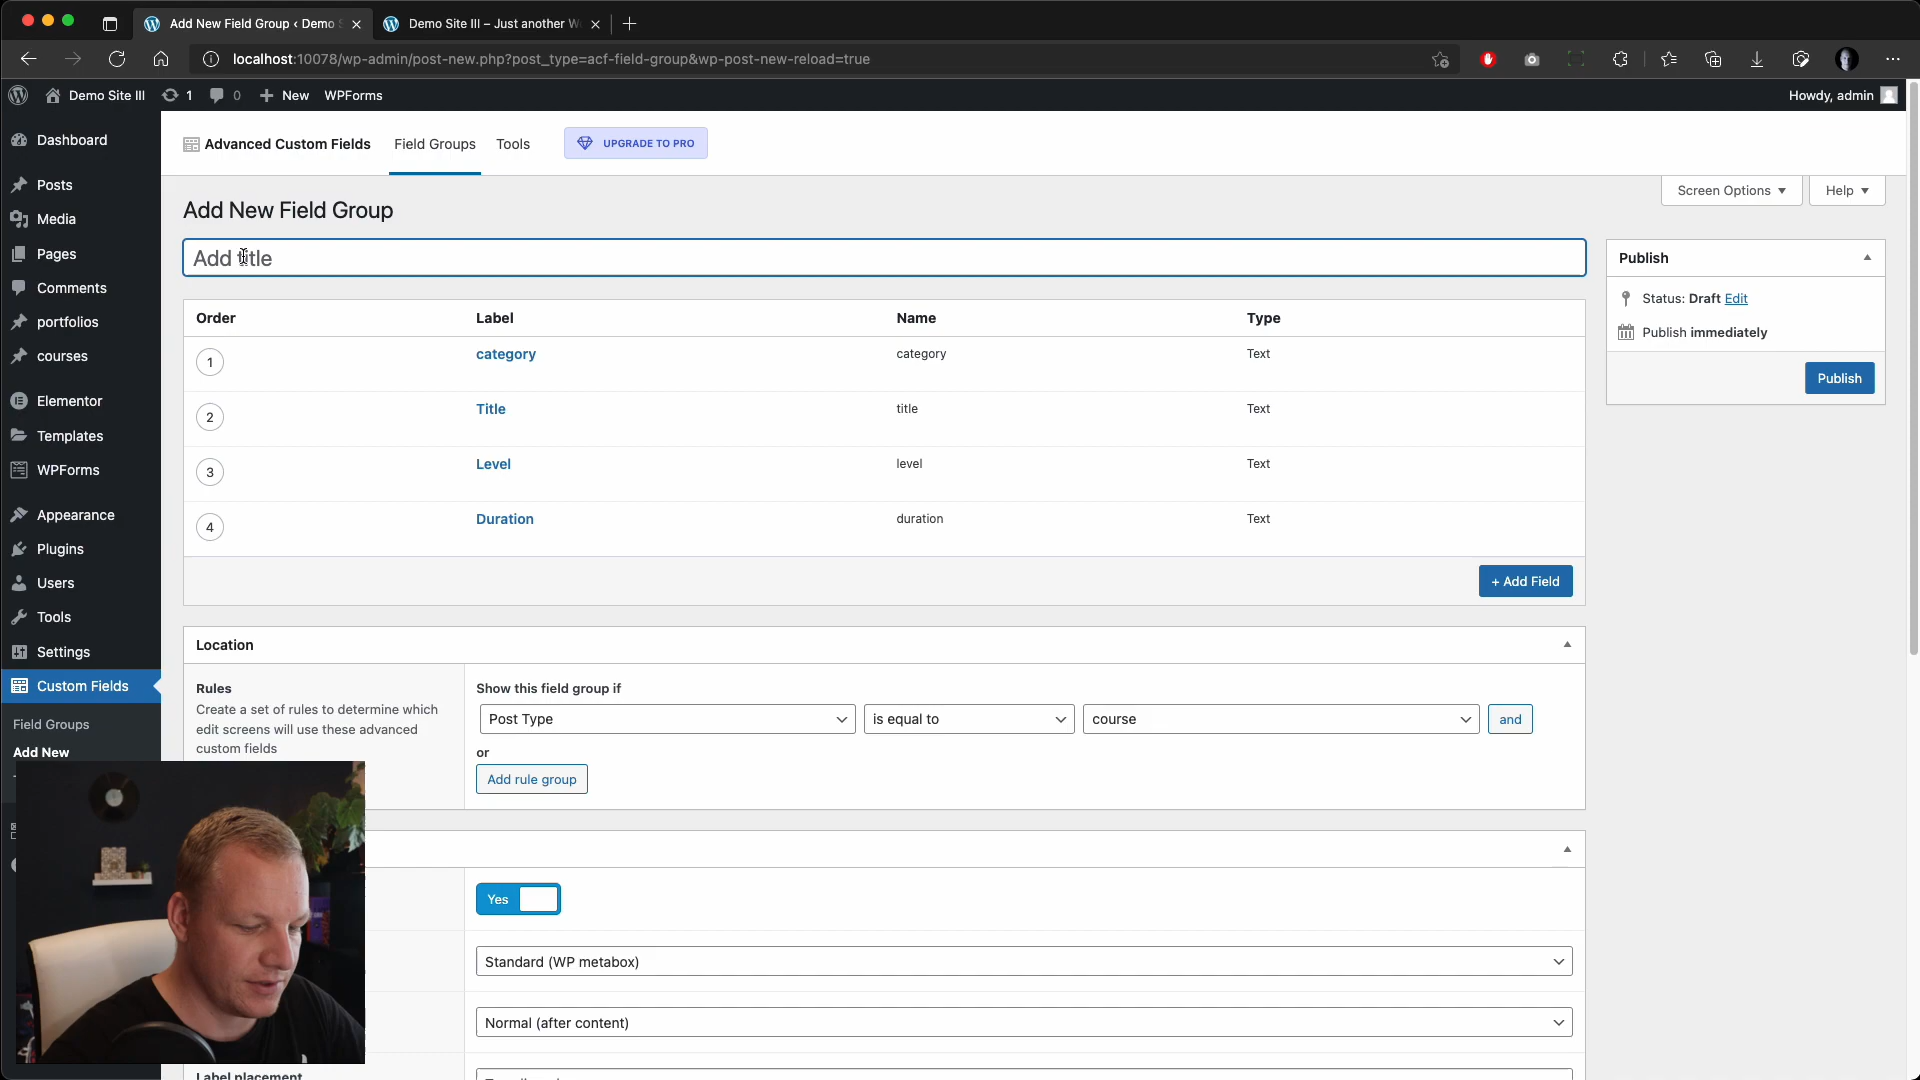 Add New Field Group ‹ Demo S
Demo Site III – Just another W
localhost:10078/wp-admin/post-new.php?post_type=acf-field-group&wp-post-new-reload=true
Demo Site III 1 0 New WPForms Howdy, admin
Dashboard
Posts
Media
Pages
Comments
portfolios
courses
Elementor
Templates
WPForms
Appearance
Plugins
Users
Tools
Settings
Custom Fields
Field Groups
Add New
Advanced Custom Fields Field Groups Tools UPGRADE TO PRO
Screen Options Help
Add New Field Group
Add title
Order Label Name Type
1 category category Text
2 Title title Text
3 Level level Text
4 Duration duration Text
+ Add Field
Location
Rules
Create a set of rules to determine which
edit screens will use these advanced
custom fields
Show this field group if
Post Type is equal to course and
or
Add rule group
Yes
Standard (WP metabox)
Normal (after content)
Label placement
Publish
Status: Draft Edit
Publish immediately
Publish